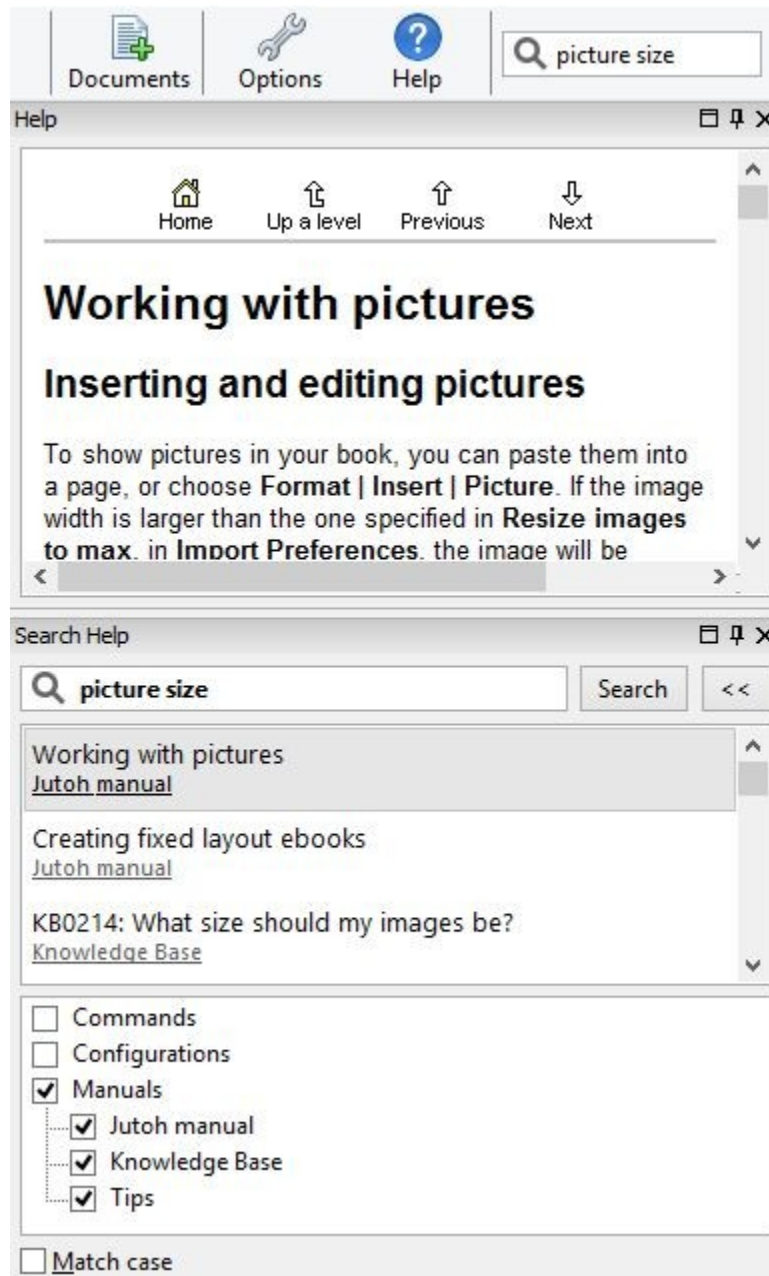 Documents Options Help picture size
Help
Home Up a level Previous Next
Working with pictures
Inserting and editing pictures
To show pictures in your book, you can paste them into
a page, or choose Format | Insert | Picture. If the image
width is larger than the one specified in Resize images
to max. in Import Preferences, the image will be
Search Help
picture size Search <<
Working with pictures
Jutoh manual
Creating fixed layout ebooks
Jutoh manual
KB0214: What size should my images be?
Knowledge Base
Commands
Configurations
Manuals
Jutoh manual
Knowledge Base
Tips
Match case